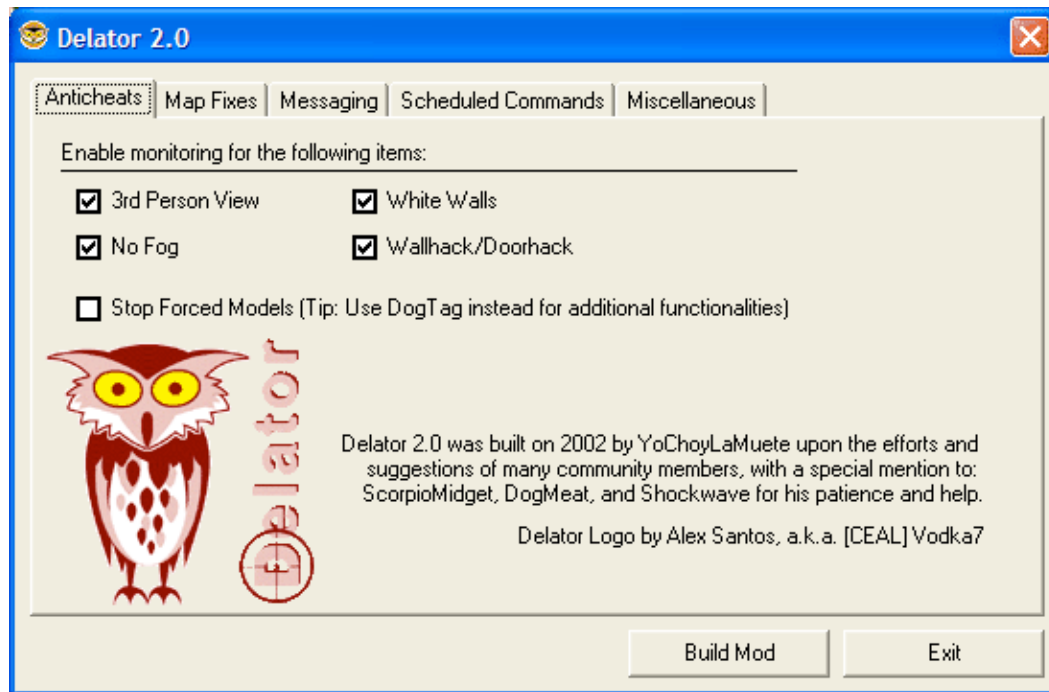 Delator 2.0
Anticheats Map Fixes Messaging Scheduled Commands Miscellaneous
Enable monitoring for the following items:
3rd Person View White Walls
No Fog Wallhack/Doorhack
Stop Forced Models (Tip: Use DogTag instead for additional functionalities)
Delator
Delator 2.0 was built on 2002 by YoChoyLaMuete upon the efforts and
suggestions of many community members, with a special mention to:
ScorpioMidget, DogMeat, and Shockwave for his patience and help.
Delator Logo by Alex Santos, a.k.a. [CEAL] Vodka7
Build Mod Exit